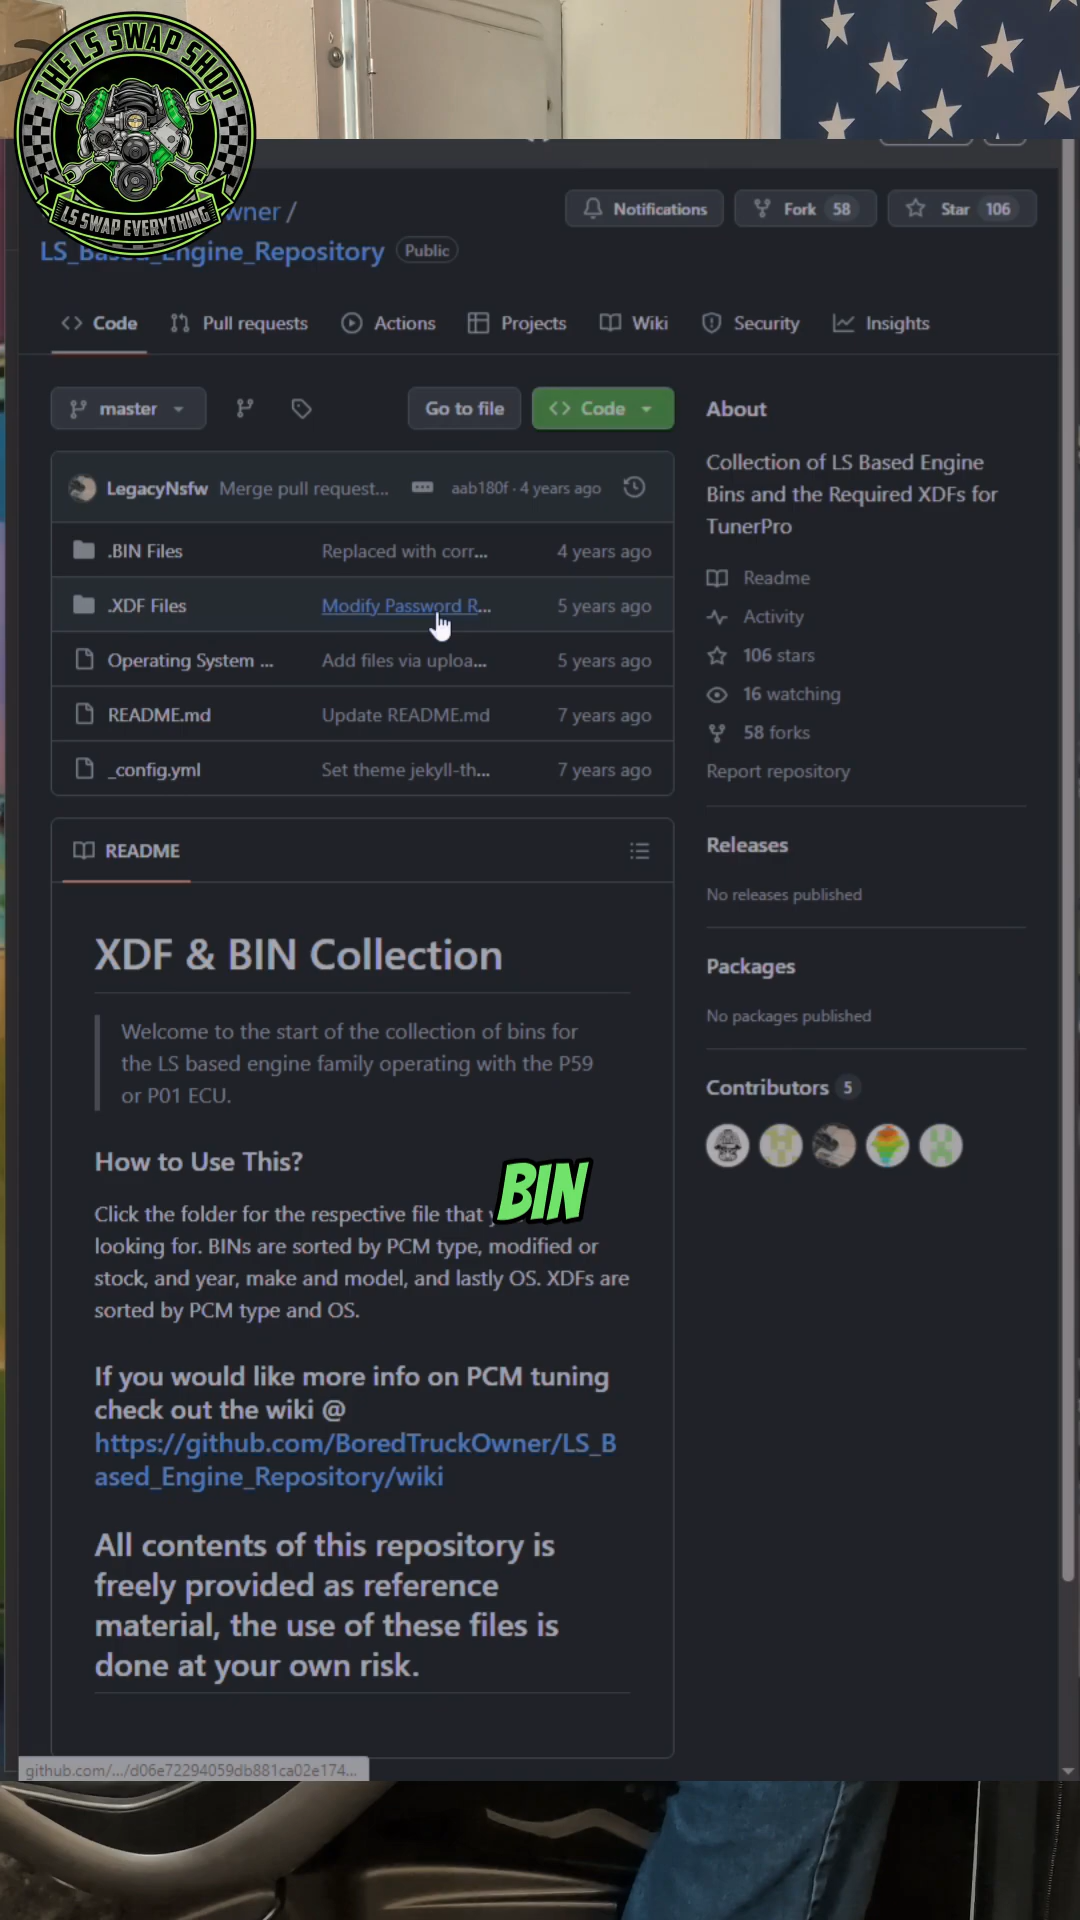 THE LS SWAP SHOP
LS SWAP EVERYTHING
wner /
LS_Based_Engine_Repository
Public
Notifications
Fork 58
Star 106
Code
Pull requests
Actions
Projects
Wiki
Security
Insights
master
Go to file
Code
LegacyNsfw Merge pull request... aab180f · 4 years ago
.BIN Files Replaced with corr... 4 years ago
.XDF Files Modify Password R... 5 years ago
Operating System ... Add files via uploa... 5 years ago
README.md Update README.md 7 years ago
_config.yml Set theme jekyll-th... 7 years ago
README
XDF & BIN Collection
Welcome to the start of the collection of bins for
the LS based engine family operating with the P59
or P01 ECU.
How to Use This?
Click the folder for the respective file that y
BIN
looking for. BINs are sorted by PCM type, modified or
stock, and year, make and model, and lastly OS. XDFs are
sorted by PCM type and OS.
If you would like more info on PCM tuning
check out the wiki @
https://github.com/BoredTruckOwner/LS_B
ased_Engine_Repository/wiki
All contents of this repository is
freely provided as reference
material, the use of these files is
done at your own risk.
About
Collection of LS Based Engine
Bins and the Required XDFs for
TunerPro
Readme
Activity
106 stars
16 watching
58 forks
Report repository
Releases
No releases published
Packages
No packages published
Contributors 5
github.com/.../d06e72294059db881ca02e174...